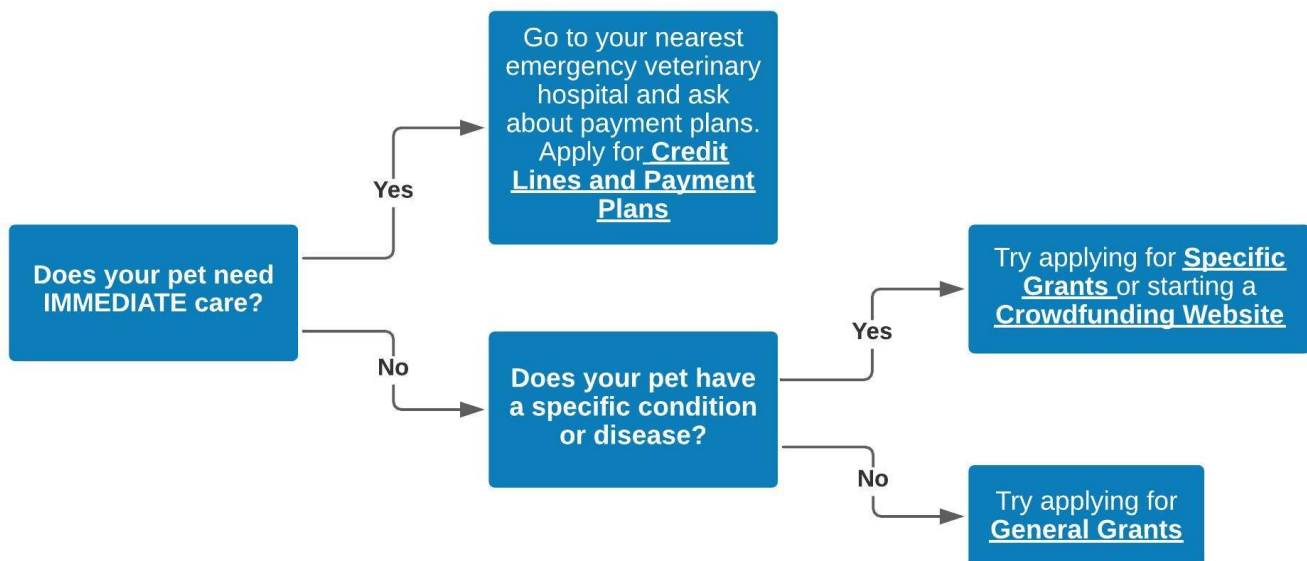 Does your pet need
IMMEDIATE care?
Yes
Go to your nearest
emergency veterinary
hospital and ask
about payment plans.
Apply for Credit
Lines and Payment
Plans
No
Does your pet have
a specific condition
or disease?
Yes
Try applying for Specific
Grants or starting a
Crowdfunding Website
No
Try applying for
General Grants